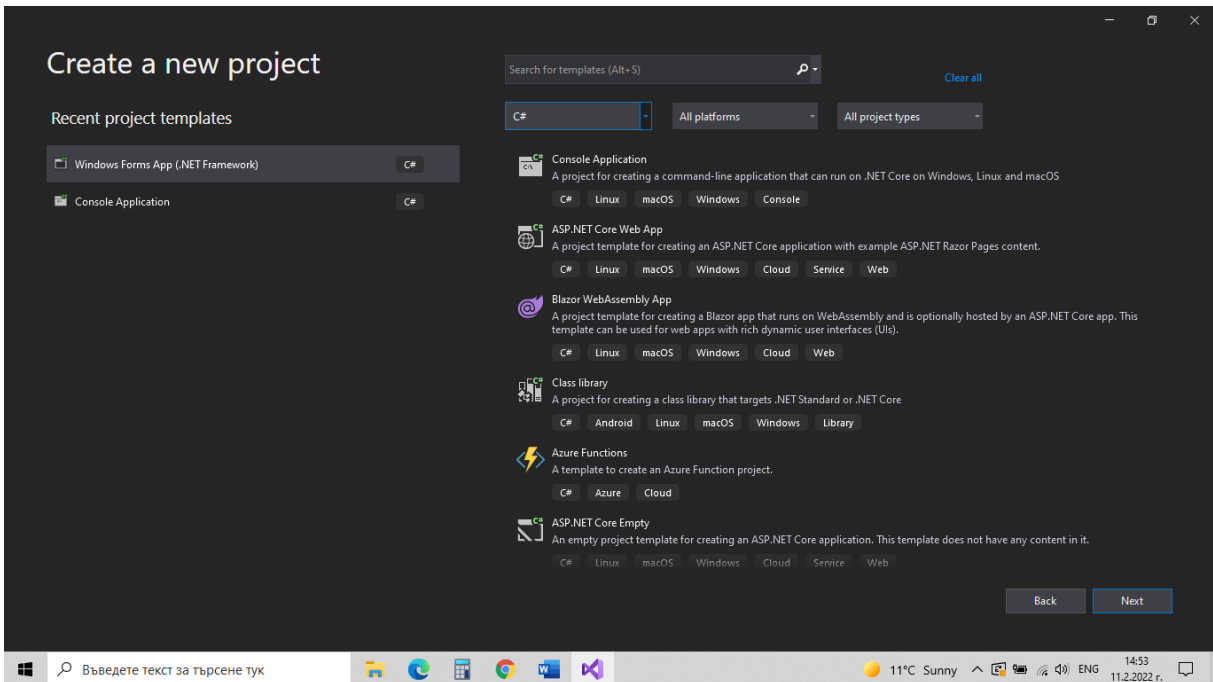 Create a new project
Recent project templates
Windows Forms App (.NET Framework) C#
Console Application C#
Search for templates (Alt+S)
Clear all
C# All platforms All project types
Console Application
A project for creating a command-line application that can run on .NET Core on Windows, Linux and macOS
C# Linux macOS Windows Console
ASP.NET Core Web App
A project template for creating an ASP.NET Core application with example ASP.NET Razor Pages content.
C# Linux macOS Windows Cloud Service Web
Blazor WebAssembly App
A project template for creating a Blazor app that runs on WebAssembly and is optionally hosted by an ASP.NET Core app. This
template can be used for web apps with rich dynamic user interfaces (UIs).
C# Linux macOS Windows Cloud Web
Class library
A project for creating a class library that targets .NET Standard or .NET Core
C# Android Linux macOS Windows Library
Azure Functions
A template to create an Azure Function project.
C# Azure Cloud
ASP.NET Core Empty
An empty project template for creating an ASP.NET Core application. This template does not have any content in it.
C# Linux macOS Windows Cloud Service Web
Back Next
Въведете текст за търсене тук
11°C Sunny ENG
14:53
11.2.2022 г.